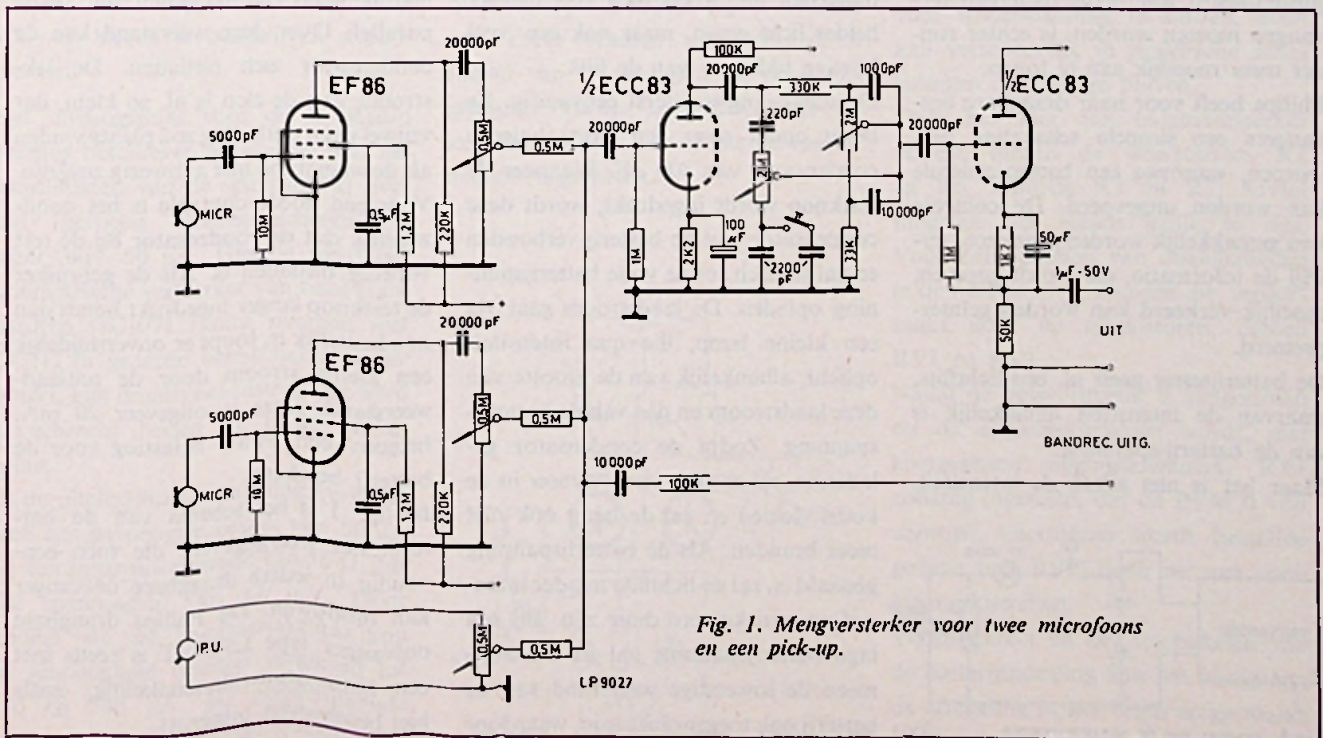 EF86
20000pF
5000pF
0.5M
0.5M
MICR.
10M
0.5µF
1.2M
220K
EF86
20000pF
5000pF
0.5M
0.5M
MICR.
10M
0.5µF
1.2M
220K
P.U.
0.5M
0.5M
LP9027
½ECC83
100K
20000pF
20000pF
330K
1000pF
220pF
2M
2M
10000pF
1M
2K2
100 µF
2200 pF
33K
½ECC83
20000pF
1M
1K
50µF
1µF - 50V
50K
UIT
BANDREC. UITG.
10000pF
100K
Fig. 1. Mengversterker voor twee microfoons
en een pick-up.